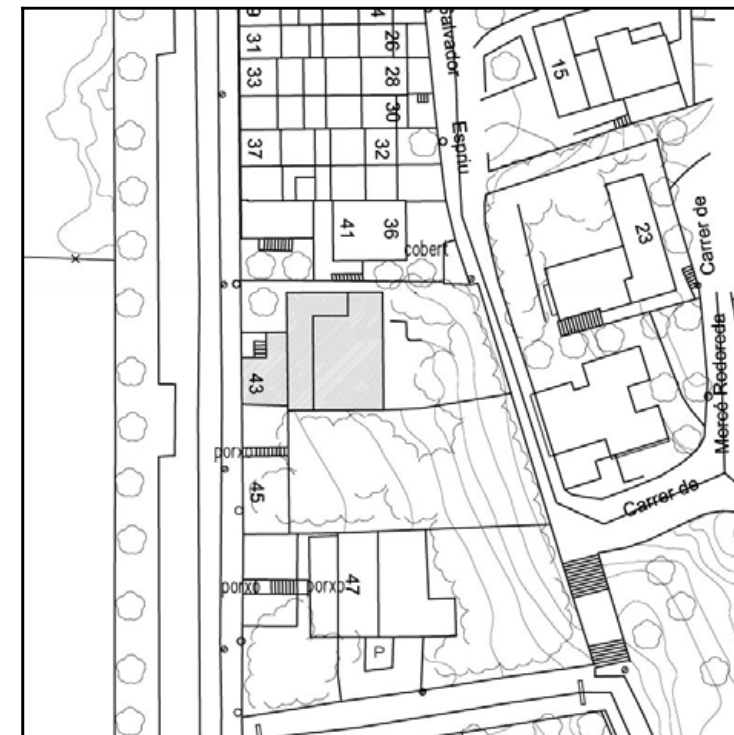 Salvador
Espriu
31
26
33
28
15
30
37
32
41
36
cobert
23
Carrer de
Mercè Rodoreda
43
porxo
45
Carrer de
porxo
porxo
47
P